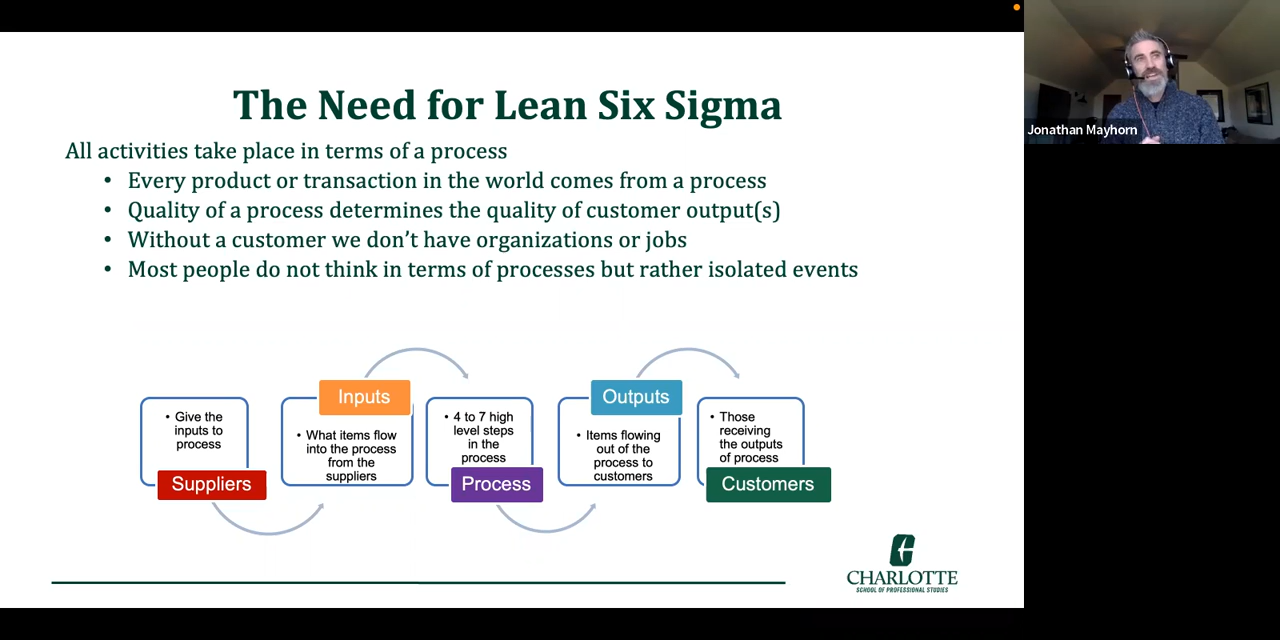 The Need for Lean Six Sigma
All activities take place in terms of a process
• Every product or transaction in the world comes from a process
• Quality of a process determines the quality of customer output(s)
• Without a customer we don’t have organizations or jobs
• Most people do not think in terms of processes but rather isolated events
• Give the
inputs to
process
Suppliers
Inputs
• What items flow
into the process
from the
suppliers
• 4 to 7 high
level steps
in the
process
Process
Outputs
• Items flowing
out of the
process to
customers
• Those
receiving
the outputs
of process
Customers
CHARLOTTE
SCHOOL OF PROFESSIONAL STUDIES
Jonathan Mayhorn